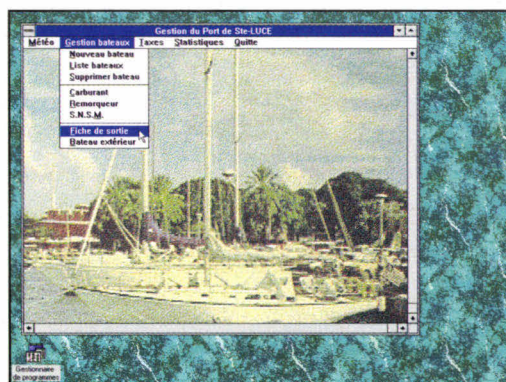 Gestion du Port de Ste-LUCE
Météo Gestion bateaux Taxes Statistiques Quitte
Nouveau bateau
Liste bateaux
Supprimer bateau
Carburant
Remorqueur
S.N.S.M.
Fiche de sortie
Bateau extérieur
Gestionnaire
de programmes